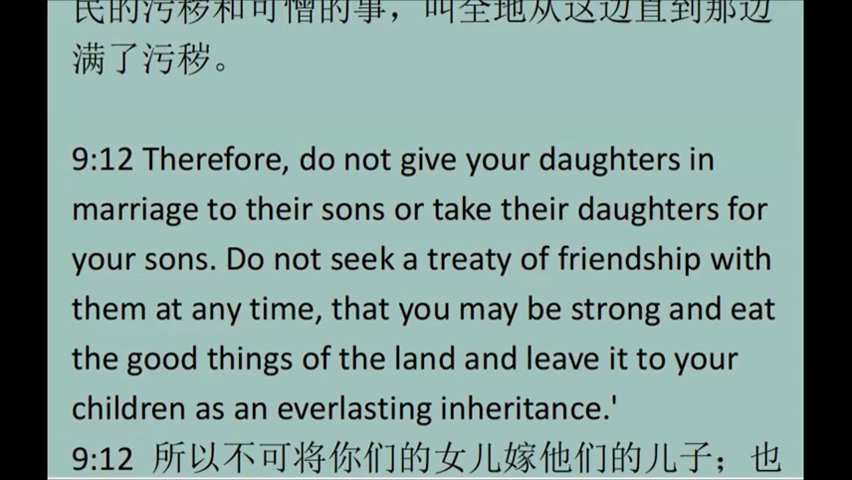 民的污秽和可憎的事，叫全地从这边直到那边
满了污秽。
9:12 Therefore, do not give your daughters in
marriage to their sons or take their daughters for
your sons. Do not seek a treaty of friendship with
them at any time, that you may be strong and eat
the good things of the land and leave it to your
children as an everlasting inheritance.'
9:12 所以不可将你们的女儿嫁他们的儿子；也